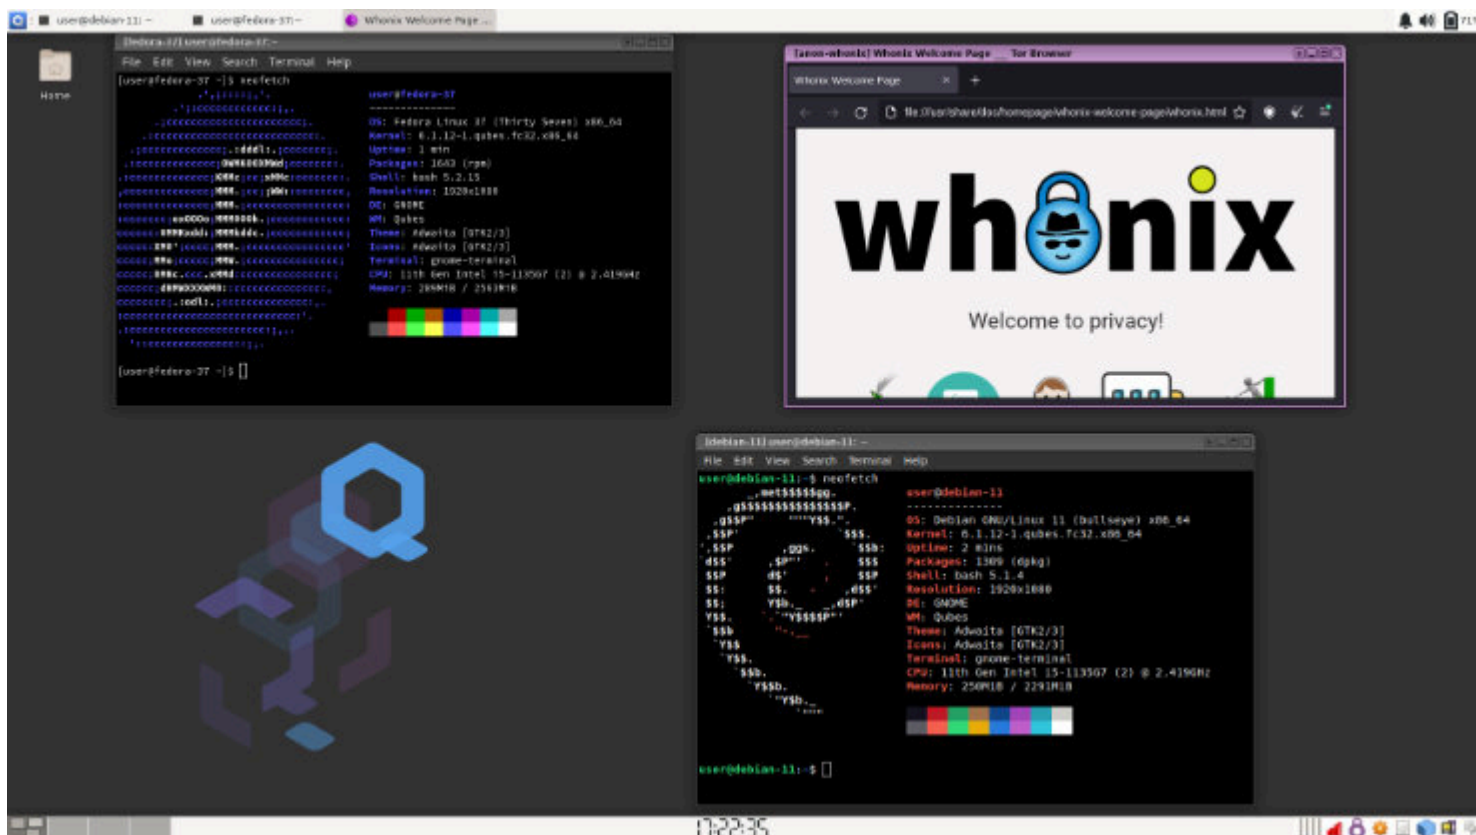 user@debian-11: ~
user@fedora-37:~
Whonix Welcome Page ...
Home
[fedora-37] user@fedora-37:~
File Edit View Search Terminal Help
[user@fedora-37 ~]$ neofetch
user@fedora-37
--------------
OS: Fedora Linux 37 (Thirty Seven) x86_64
Kernel: 6.1.12-1.qubes.fc32.x86_64
Uptime: 1 min
Packages: 1643 (rpm)
Shell: bash 5.2.15
Resolution: 1920x1080
DE: GNOME
WM: Qubes
Theme: Adwaita [GTK2/3]
Icons: Adwaita [GTK2/3]
Terminal: gnome-terminal
CPU: 11th Gen Intel i5-1135G7 (2) @ 2.419GHz
Memory: 289MiB / 2563MiB
[user@fedora-37 ~]$
[anon-whonix] Whonix Welcome Page __ Tor Browser
Whonix Welcome Page
file:///usr/share/doc/homepage/whonix-welcome-page/whonix.html
whonix
Welcome to privacy!
[debian-11] user@debian-11: ~
File Edit View Search Terminal Help
user@debian-11:~$ neofetch
user@debian-11
--------------
OS: Debian GNU/Linux 11 (bullseye) x86_64
Kernel: 6.1.12-1.qubes.fc32.x86_64
Uptime: 2 mins
Packages: 1309 (dpkg)
Shell: bash 5.1.4
Resolution: 1920x1080
DE: GNOME
WM: Qubes
Theme: Adwaita [GTK2/3]
Icons: Adwaita [GTK2/3]
Terminal: gnome-terminal
CPU: 11th Gen Intel i5-1135G7 (2) @ 2.419GHz
Memory: 250MiB / 2291MiB
user@debian-11:~$
17:22:35